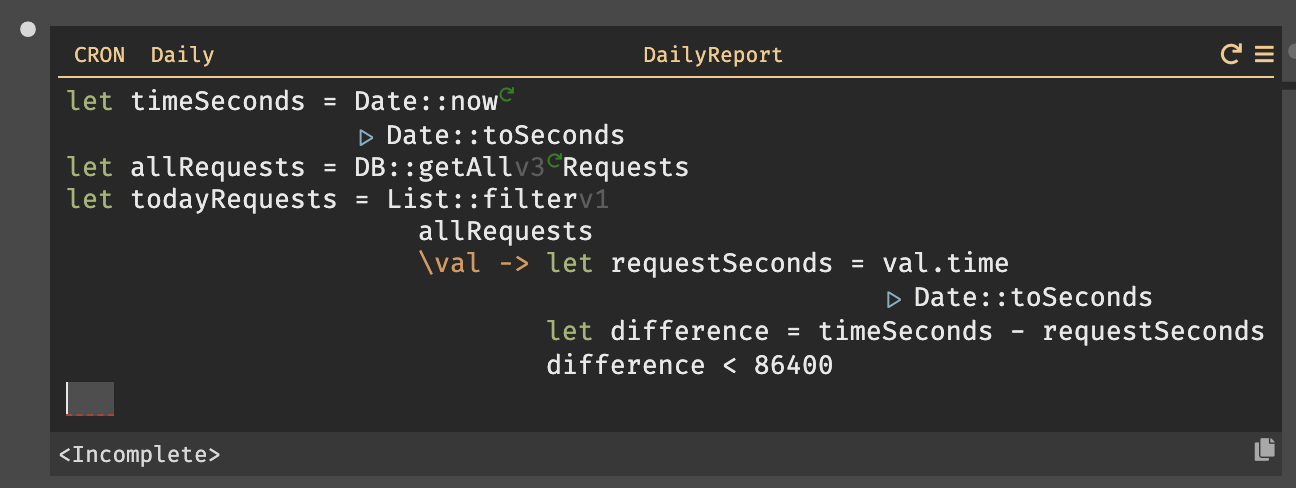 CRON Daily DailyReport
let timeSeconds = Date::now
▷ Date::toSeconds
let allRequests = DB::getAllv3Requests
let todayRequests = List::filterv1
allRequests
\val -> let requestSeconds = val.time
▷ Date::toSeconds
let difference = timeSeconds - requestSeconds
difference < 86400
<Incomplete>